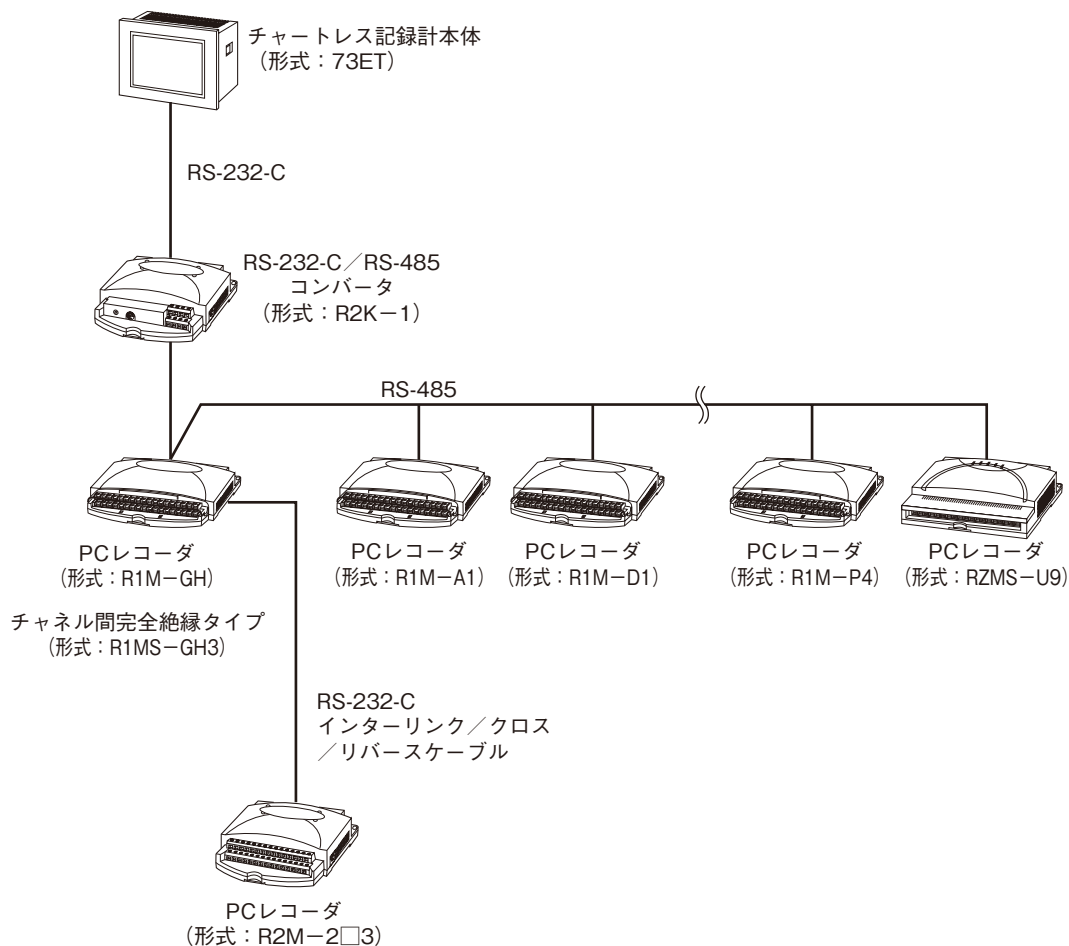 チャートレス記録計本体
（形式：73ET）
RS-232-C
RS-232-C／RS-485
コンバータ
（形式：R2K－1）
RS-485
PCレコーダ
（形式：R1M－GH）
PCレコーダ
（形式：R1M－A1）
PCレコーダ
（形式：R1M－D1）
PCレコーダ
（形式：R1M－P4）
PCレコーダ
（形式：RZMS－U9）
チャネル間完全絶縁タイプ
（形式：R1MS－GH3）
RS-232-C
インターリンク／クロス
／リバースケーブル
PCレコーダ
（形式：R2M－2□3）